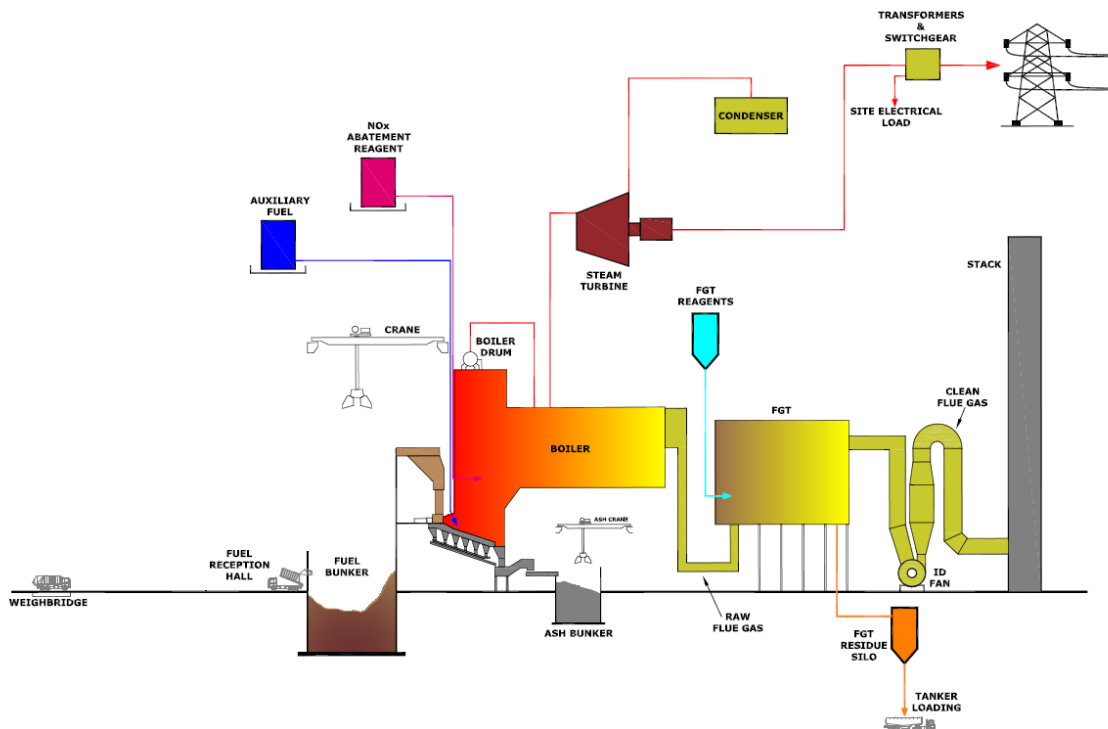 TRANSFORMERS
&
SWITCHGEAR
CONDENSER
SITE ELECTRICAL
LOAD
NOx
ABATEMENT
REAGENT
AUXILIARY
FUEL
STEAM
TURBINE
STACK
FGT
REAGENTS
CRANE
BOILER
DRUM
CLEAN
FLUE GAS
FGT
BOILER
ASH CRANE
FUEL
RECEPTION
HALL
FUEL
BUNKER
ID
FAN
WEIGHBRIDGE
ASH BUNKER
RAW
FLUE GAS
FGT
RESIDUE
SILO
TANKER
LOADING